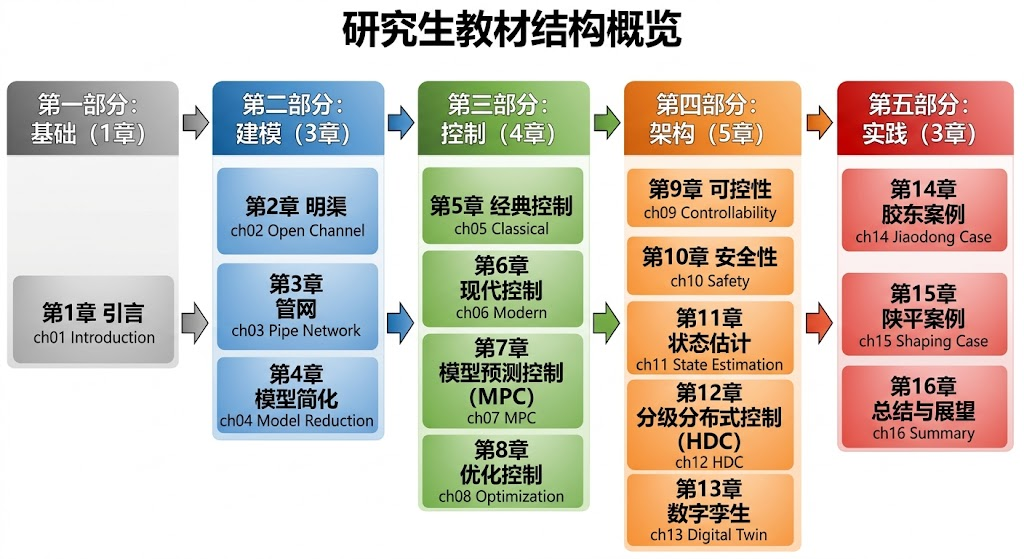 研究生教材结构概览
第一部分：
基础（1章）
第1章 引言
ch01 Introduction
第二部分：
建模（3章）
第2章 明渠
ch02 Open Channel
第3章
管网
ch03 Pipe Network
第4章
模型简化
ch04 Model Reduction
第三部分：
控制（4章）
第5章 经典控制
ch05 Classical
第6章
现代控制
ch06 Modern
第7章
模型预测控制
（MPC）
ch07 MPC
第8章
优化控制
ch08 Optimization
第四部分：
架构（5章）
第9章 可控性
ch09 Controllability
第10章 安全性
ch10 Safety
第11章
状态估计
ch11 State Estimation
第12章
分级分布式控制
（HDC）
ch12 HDC
第13章
数字孪生
ch13 Digital Twin
第五部分：
实践（3章）
第14章
胶东案例
ch14 Jiaodong Case
第15章
陕平案例
ch15 Shaping Case
第16章
总结与展望
ch16 Summary